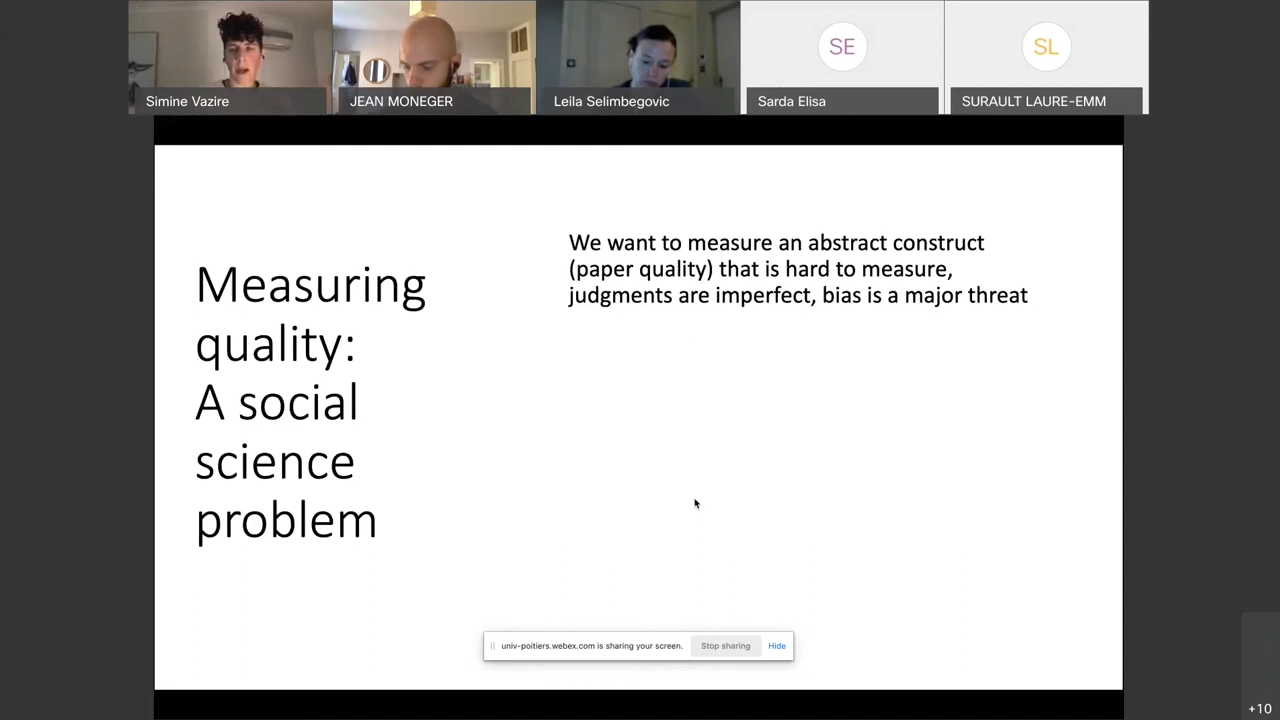 SE
SL
Simine Vazire
JEAN MONEGER
Leila Selimbegovic
Sarda Elisa
SURAULT LAURE-EMM
Measuring
quality:
A social
science
problem
We want to measure an abstract construct
(paper quality) that is hard to measure,
judgments are imperfect, bias is a major threat
univ-poitiers.webex.com is sharing your screen.
Stop sharing
Hide
+10